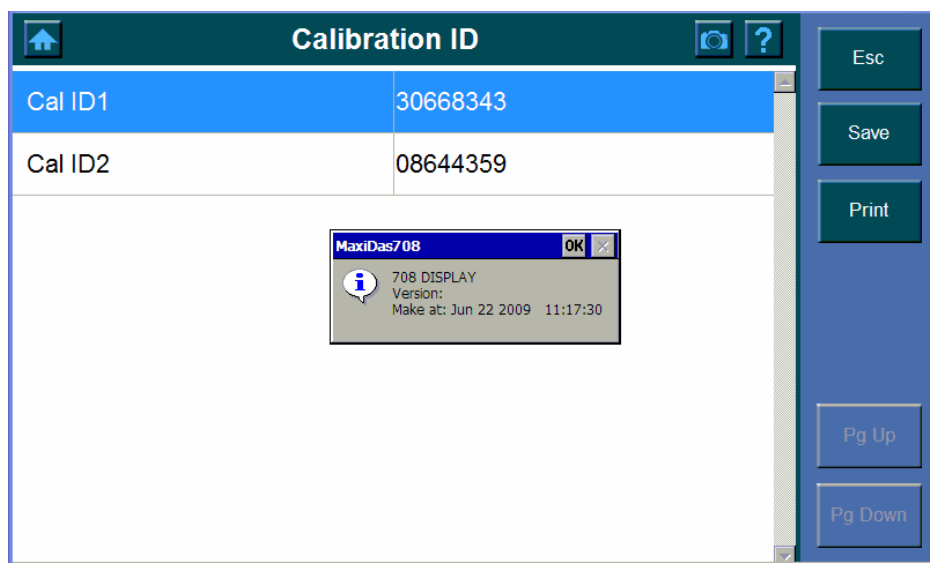 Calibration ID
?
Esc
Cal ID1 30668343
Save
Cal ID2 08644359
Print
MaxiDas708 OK
708 DISPLAY
Version:
Make at: Jun 22 2009 11:17:30
Pg Up
Pg Down